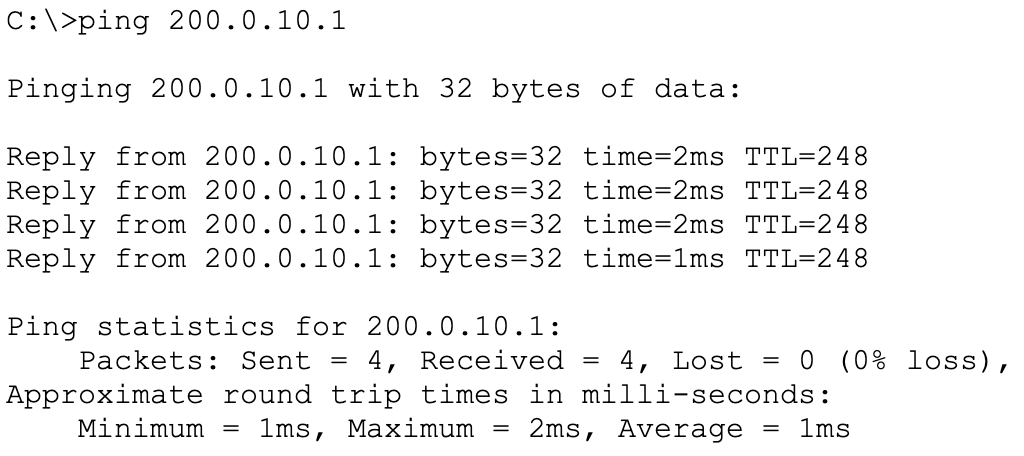 C:\>ping 200.0.10.1
Pinging 200.0.10.1 with 32 bytes of data:
Reply from 200.0.10.1: bytes=32 time=2ms TTL=248
Reply from 200.0.10.1: bytes=32 time=2ms TTL=248
Reply from 200.0.10.1: bytes=32 time=2ms TTL=248
Reply from 200.0.10.1: bytes=32 time=1ms TTL=248
Ping statistics for 200.0.10.1:
    Packets: Sent = 4, Received = 4, Lost = 0 (0% loss),
Approximate round trip times in milli-seconds:
    Minimum = 1ms, Maximum = 2ms, Average = 1ms